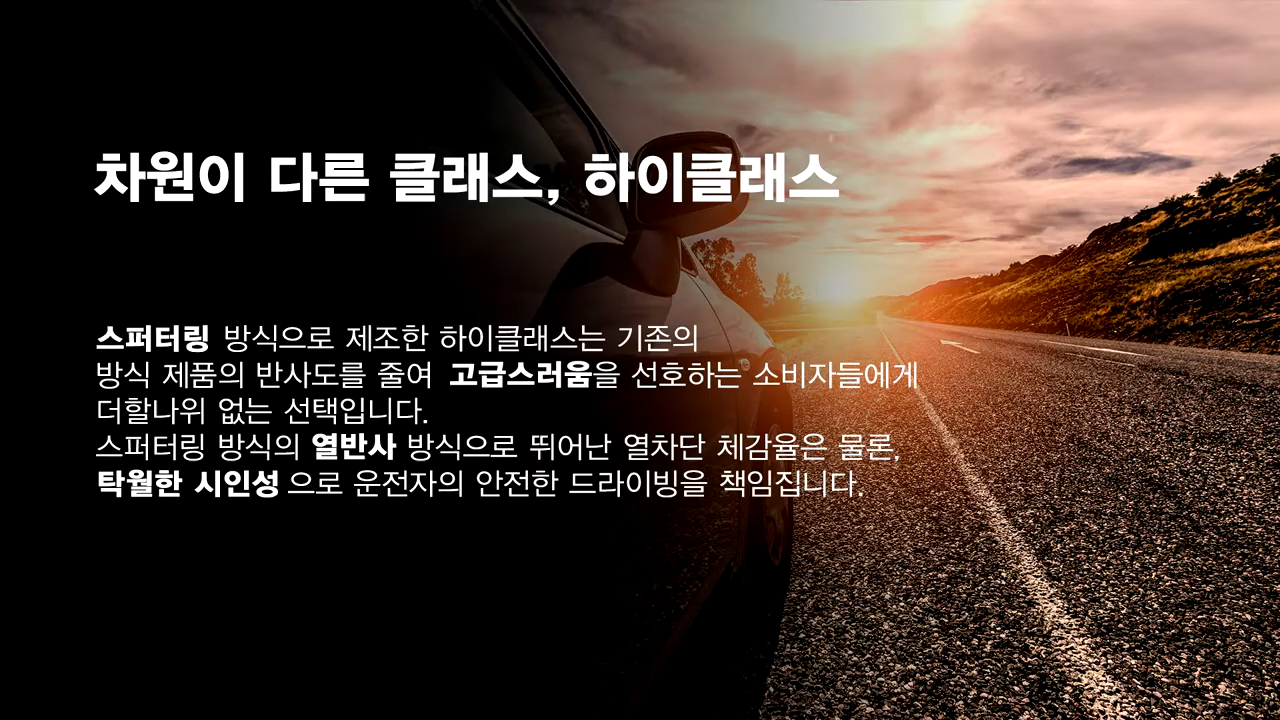 차원이 다른 클래스, 하이클래스
스퍼터링 방식으로 제조한 하이클래스는 기존의
방식 제품의 반사도를 줄여 고급스러움을 선호하는 소비자들에게
더할나위 없는 선택입니다.
스퍼터링 방식의 열반사 방식으로 뛰어난 열차단 체감율은 물론,
탁월한 시인성 으로 운전자의 안전한 드라이빙을 책임집니다.